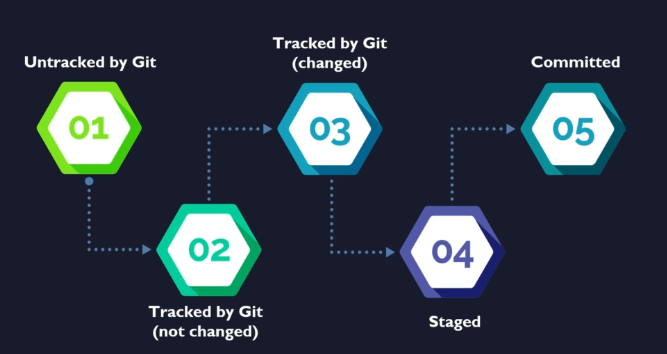 Untracked by Git
01
02
Tracked by Git
(not changed)
Tracked by Git
(changed)
03
04
Staged
Committed
05